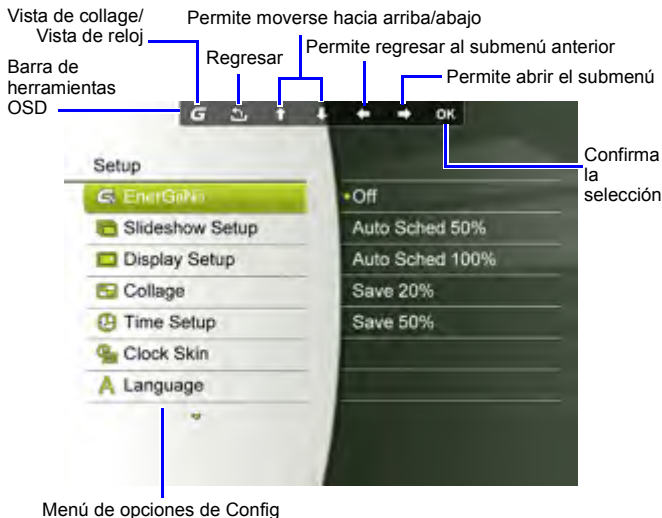 Vista de collage/
Vista de reloj
Permite moverse hacia arriba/abajo
Regresar
Permite regresar al submenú anterior
Barra de
herramientas
OSD
Permite abrir el submenú
G
OK
Confirma
la
selección
Setup
Off
Slideshow Setup
Auto Sched 50%
Display Setup
Auto Sched 100%
Collage
Save 20%
Time Setup
Save 50%
Clock Skin
A Language
Menú de opciones de Config